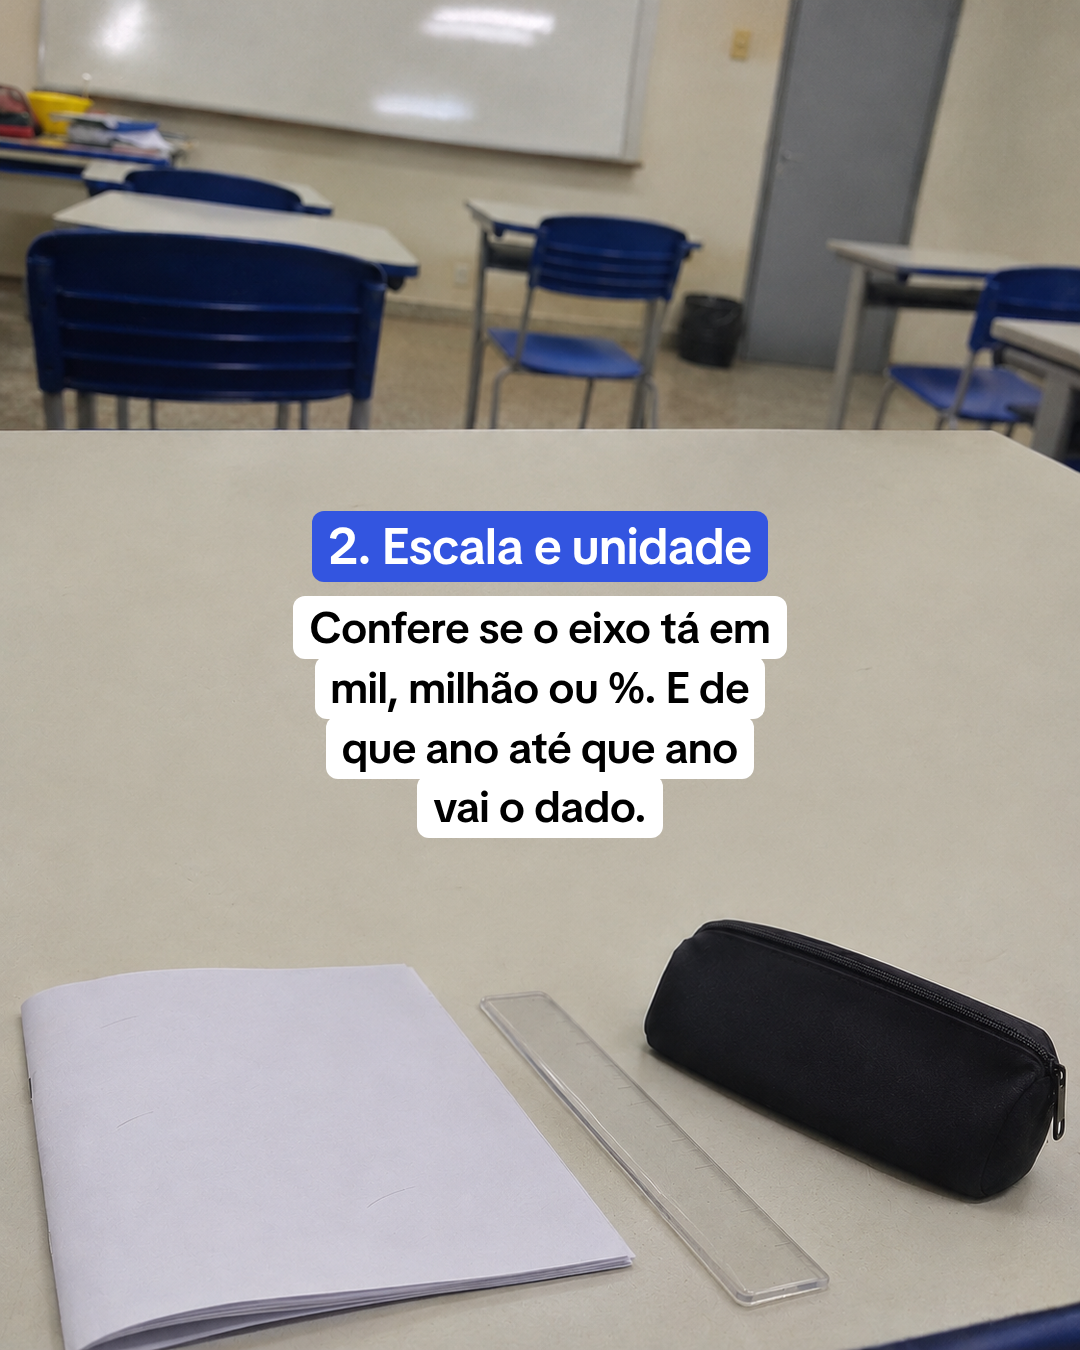 2. Escala e unidade
Confere se o eixo tá em
mil, milhão ou %. E de
que ano até que ano
vai o dado.